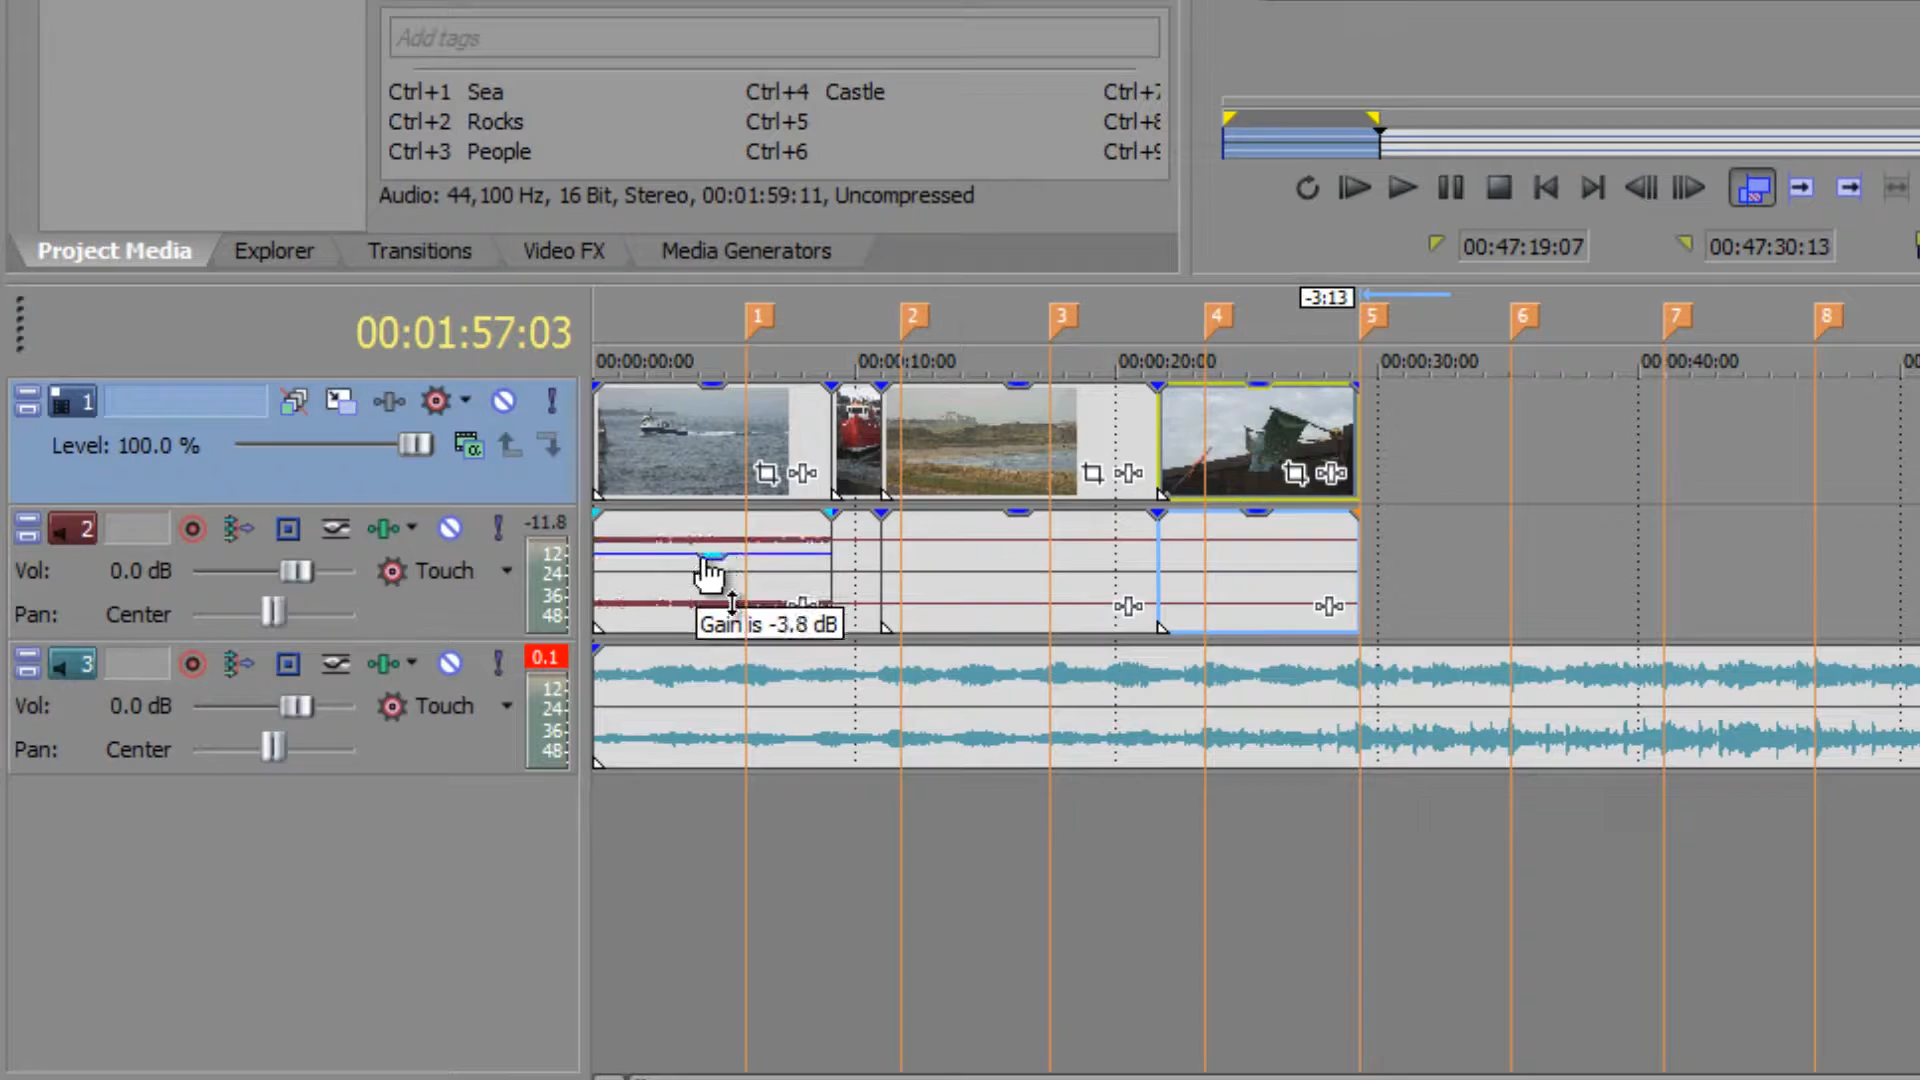 Add tags
Ctrl+1 Sea Ctrl+4 Castle Ctrl+7
Ctrl+2 Rocks Ctrl+5 Ctrl+8
Ctrl+3 People Ctrl+6 Ctrl+9
Audio: 44,100 Hz, 16 Bit, Stereo, 00:01:59:11, Uncompressed
Project Media Explorer Transitions Video FX Media Generators
00:47:19:07 00:47:30:13
-3:13
00:01:57:03
1 2 3 4 5 6 7 8
00:00:00:00 00:00:10:00 00:00:20:00 00:00:30:00 00:00:40:00
1
Level: 100.0 %
2 -11.8
Vol: 0.0 dB Touch
Pan: Center
12
24
36
48
Gain is -3.8 dB
3 0.1
Vol: 0.0 dB Touch
Pan: Center
12
24
36
48